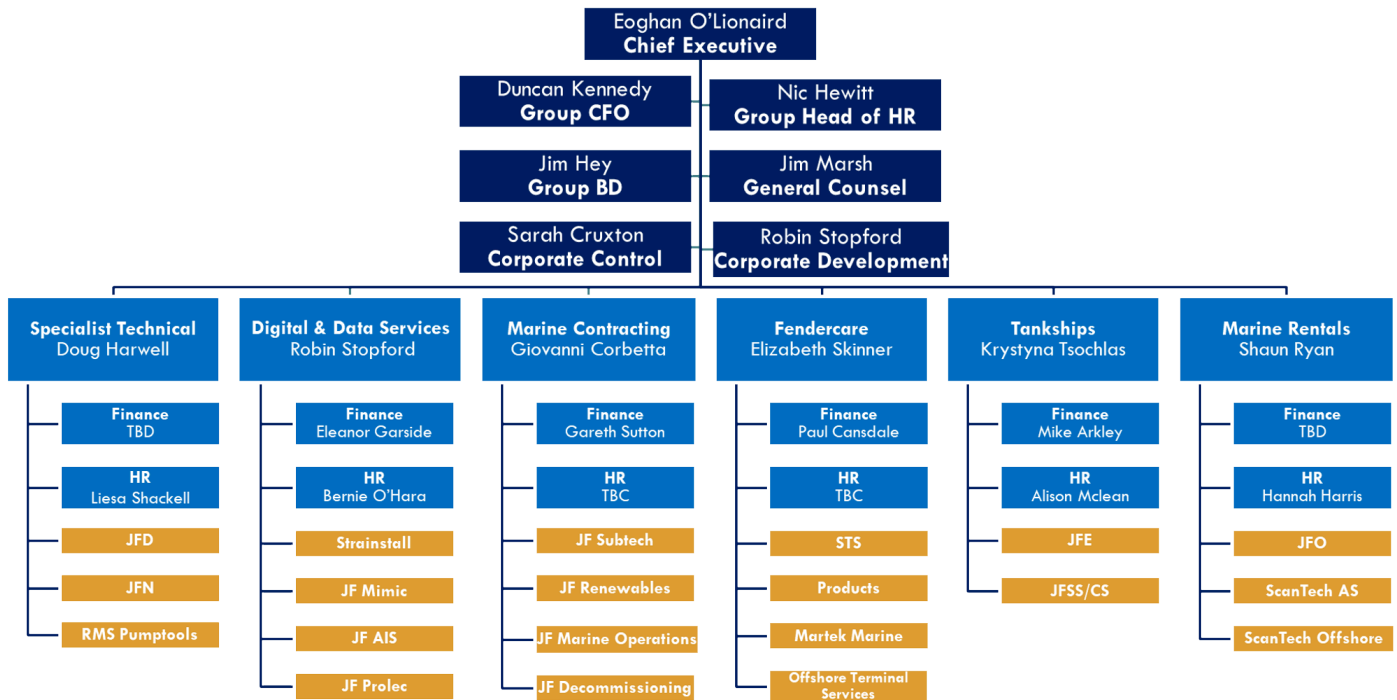 Eoghan O'Lionaird
Chief Executive
Duncan Kennedy
Group CFO
Nic Hewitt
Group Head of HR
Jim Hey
Group BD
Jim Marsh
General Counsel
Sarah Cruxton
Corporate Control
Robin Stopford
Corporate Development
Specialist Technical
Doug Harwell
Finance
TBD
HR
Liesa Shackell
JFD
JFN
RMS Pumptools
Digital & Data Services
Robin Stopford
Finance
Eleanor Garside
HR
Bernie O'Hara
Strainstall
JF Mimic
JF AIS
JF Prolec
Marine Contracting
Giovanni Corbetta
Finance
Gareth Sutton
HR
TBC
JF Subtech
JF Renewables
JF Marine Operations
JF Decommissioning
Fendercare
Elizabeth Skinner
Finance
Paul Cansdale
HR
TBC
STS
Products
Martek Marine
Offshore Terminal
Services
Tankships
Krystyna Tsochlas
Finance
Mike Arkley
HR
Alison Mclean
JFE
JFSS/CS
Marine Rentals
Shaun Ryan
Finance
TBD
HR
Hannah Harris
JFO
ScanTech AS
ScanTech Offshore